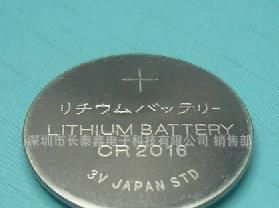 +
リチウムバッテリー
LITHIUM BATTERY
深圳市长泰鑫电子科技有限公司 销售部
CR 2016
3V JAPAN STD